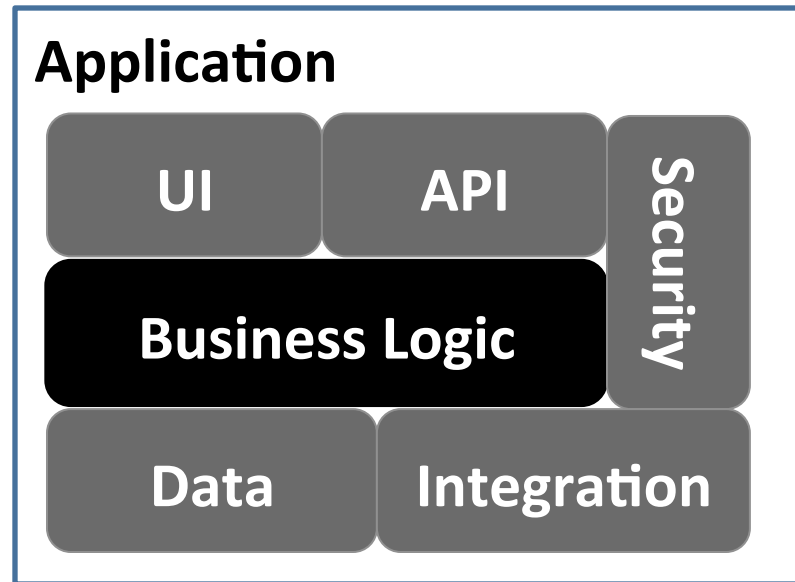 Application
UI
API
Security
Business Logic
Data
Integration